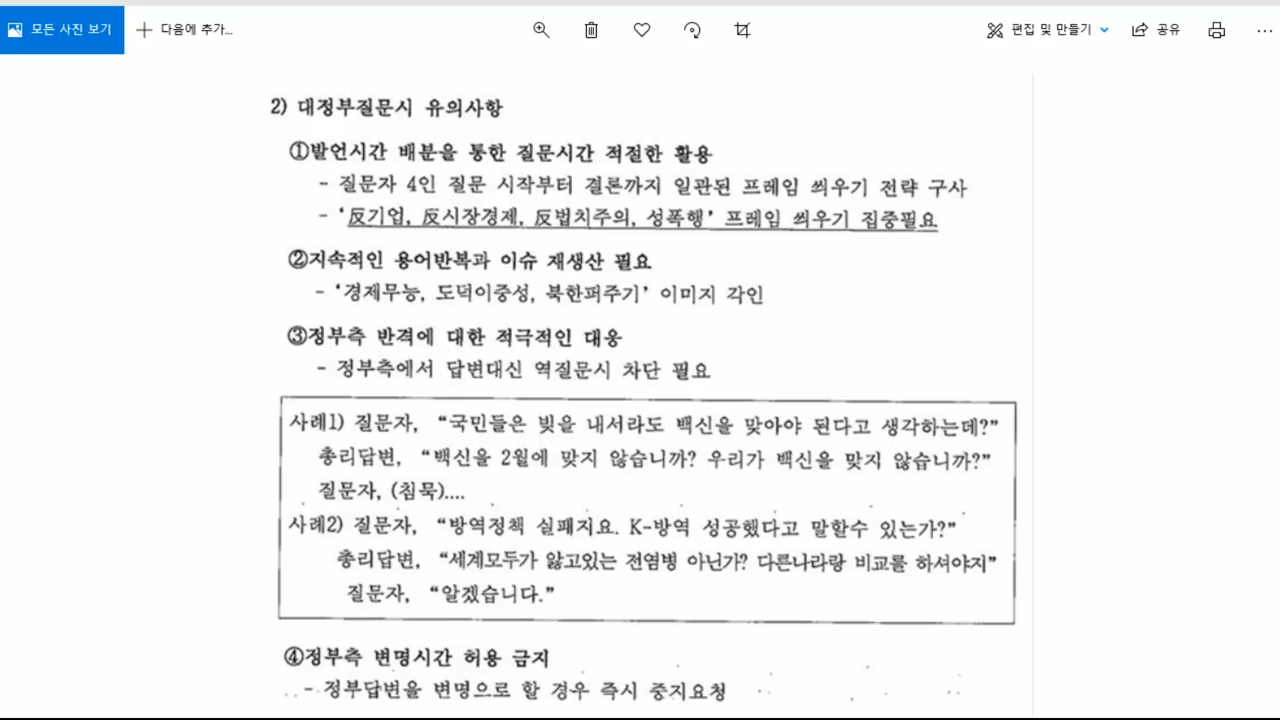 모든 사진 보기
다음에 추가...
편집 및 만들기
공유
2) 대정부질문시 유의사항
①발언시간 배분을 통한 질문시간 적절한 활용
- 질문자 4인 질문 시작부터 결론까지 일관된 프레임 씌우기 전략 구사
- ‘反기업, 反시장경제, 反법치주의, 성폭행’ 프레임 씌우기 집중필요
②지속적인 용어반복과 이슈 재생산 필요
- ‘경제무능, 도덕이중성, 북한퍼주기’ 이미지 각인
③정부측 반격에 대한 적극적인 대응
- 정부측에서 답변대신 역질문시 차단 필요
사례1) 질문자, “국민들은 빚을 내서라도 백신을 맞아야 된다고 생각하는데?”
총리답변, “백신을 2월에 맞지 않습니까? 우리가 백신을 맞지 않습니까?”
질문자, (침묵)....
사례2) 질문자, “방역정책 실패지요. K-방역 성공했다고 말할수 있는가?”
총리답변, “세계모두가 앓고있는 전염병 아닌가? 다른나라랑 비교를 하셔야지”
질문자, “알겠습니다.”
④정부측 변명시간 허용 금지
- 정부답변을 변명으로 할 경우 즉시 중지요청